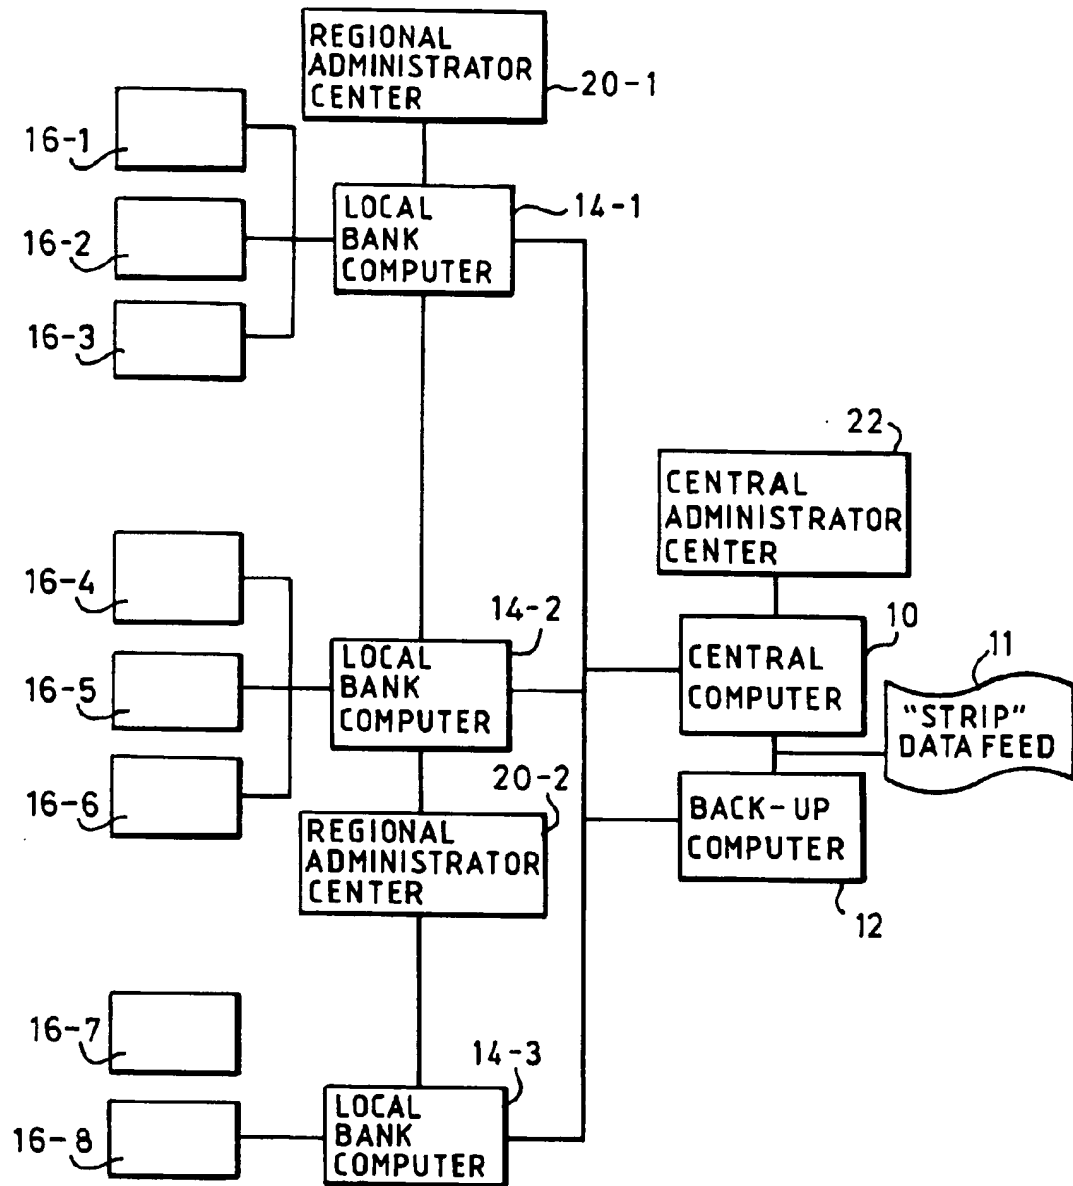 REGIONAL
ADMINISTRATOR
CENTER
20-1
16-1
16-2
16-3
LOCAL
BANK
COMPUTER
14-1
22
CENTRAL
ADMINISTRATOR
CENTER
16-4
16-5
16-6
14-2
LOCAL
BANK
COMPUTER
10
CENTRAL
COMPUTER
11
"STRIP"
DATA FEED
20-2
REGIONAL
ADMINISTRATOR
CENTER
BACK-UP
COMPUTER
12
16-7
16-8
14-3
LOCAL
BANK
COMPUTER